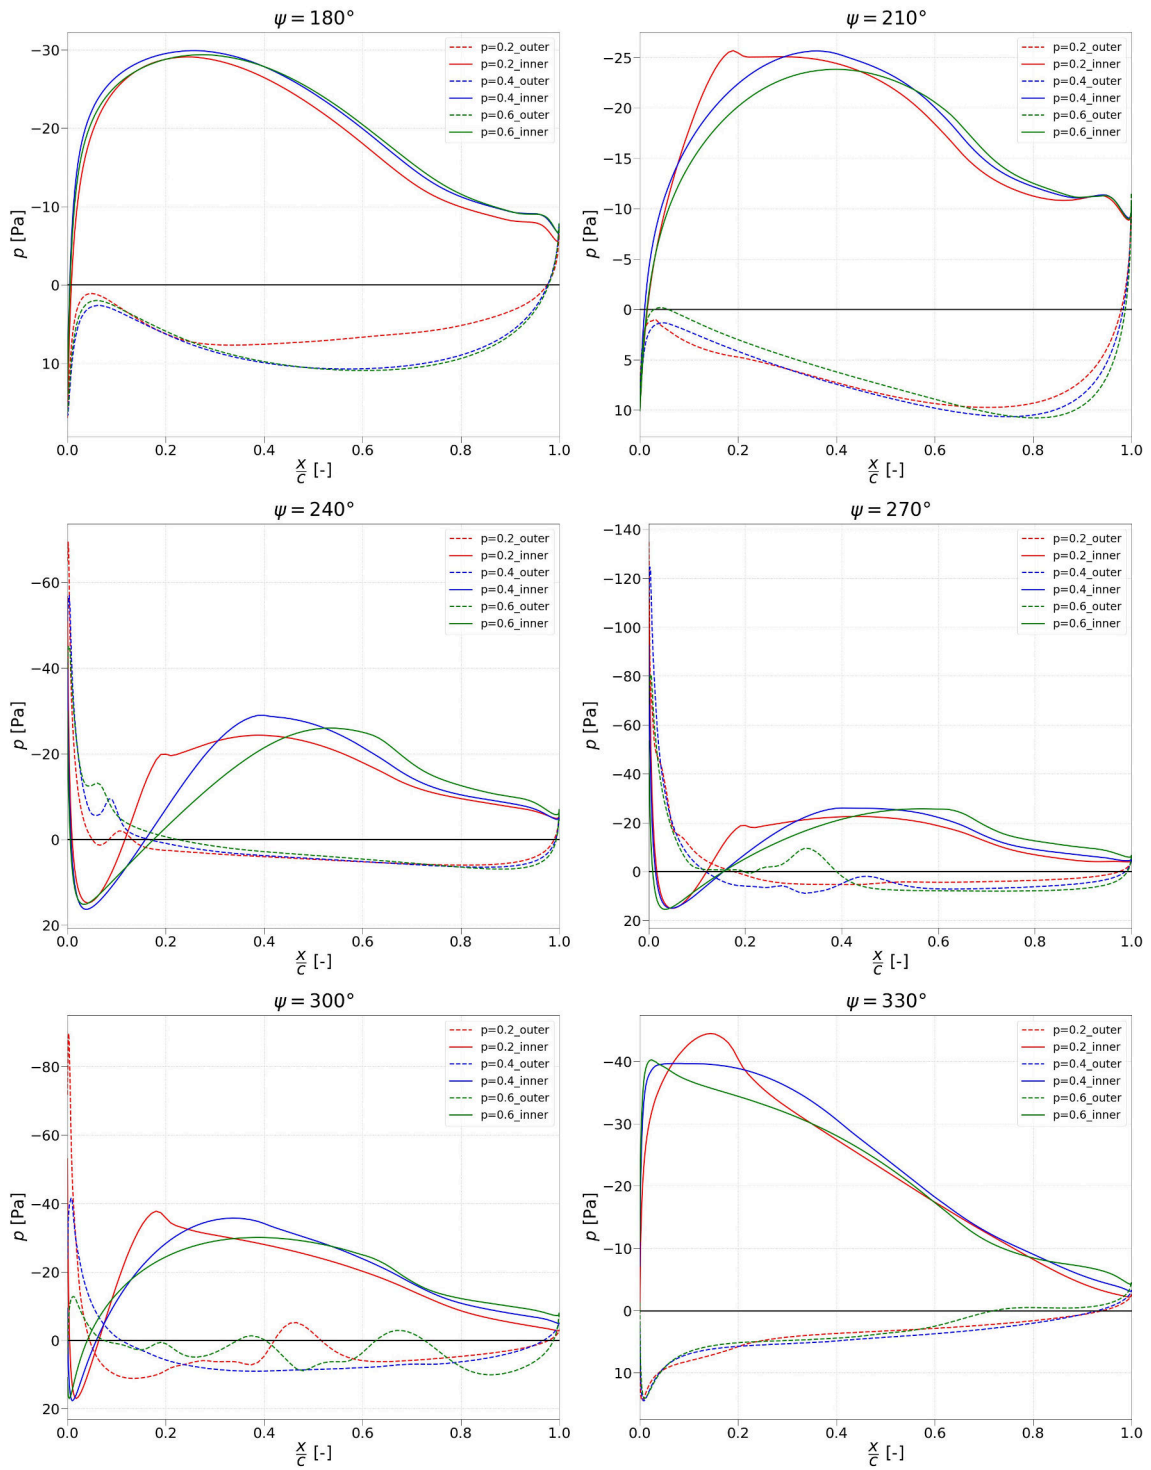 ψ = 180°
p [Pa]
−30
−20
−10
0
10
0.0 0.2 0.4 0.6 0.8 1.0
x/c [-]
p=0.2_outer
p=0.2_inner
p=0.4_outer
p=0.4_inner
p=0.6_outer
p=0.6_inner
ψ = 210°
p [Pa]
−25
−20
−15
−10
−5
0
5
10
0.0 0.2 0.4 0.6 0.8 1.0
x/c [-]
p=0.2_outer
p=0.2_inner
p=0.4_outer
p=0.4_inner
p=0.6_outer
p=0.6_inner
ψ = 240°
p [Pa]
−60
−40
−20
0
20
0.0 0.2 0.4 0.6 0.8 1.0
x/c [-]
p=0.2_outer
p=0.2_inner
p=0.4_outer
p=0.4_inner
p=0.6_outer
p=0.6_inner
ψ = 270°
p [Pa]
−140
−120
−100
−80
−60
−40
−20
0
20
0.0 0.2 0.4 0.6 0.8 1.0
x/c [-]
p=0.2_outer
p=0.2_inner
p=0.4_outer
p=0.4_inner
p=0.6_outer
p=0.6_inner
ψ = 300°
p [Pa]
−80
−60
−40
−20
0
20
0.0 0.2 0.4 0.6 0.8 1.0
x/c [-]
p=0.2_outer
p=0.2_inner
p=0.4_outer
p=0.4_inner
p=0.6_outer
p=0.6_inner
ψ = 330°
p [Pa]
−40
−30
−20
−10
0
10
0.0 0.2 0.4 0.6 0.8 1.0
x/c [-]
p=0.2_outer
p=0.2_inner
p=0.4_outer
p=0.4_inner
p=0.6_outer
p=0.6_inner